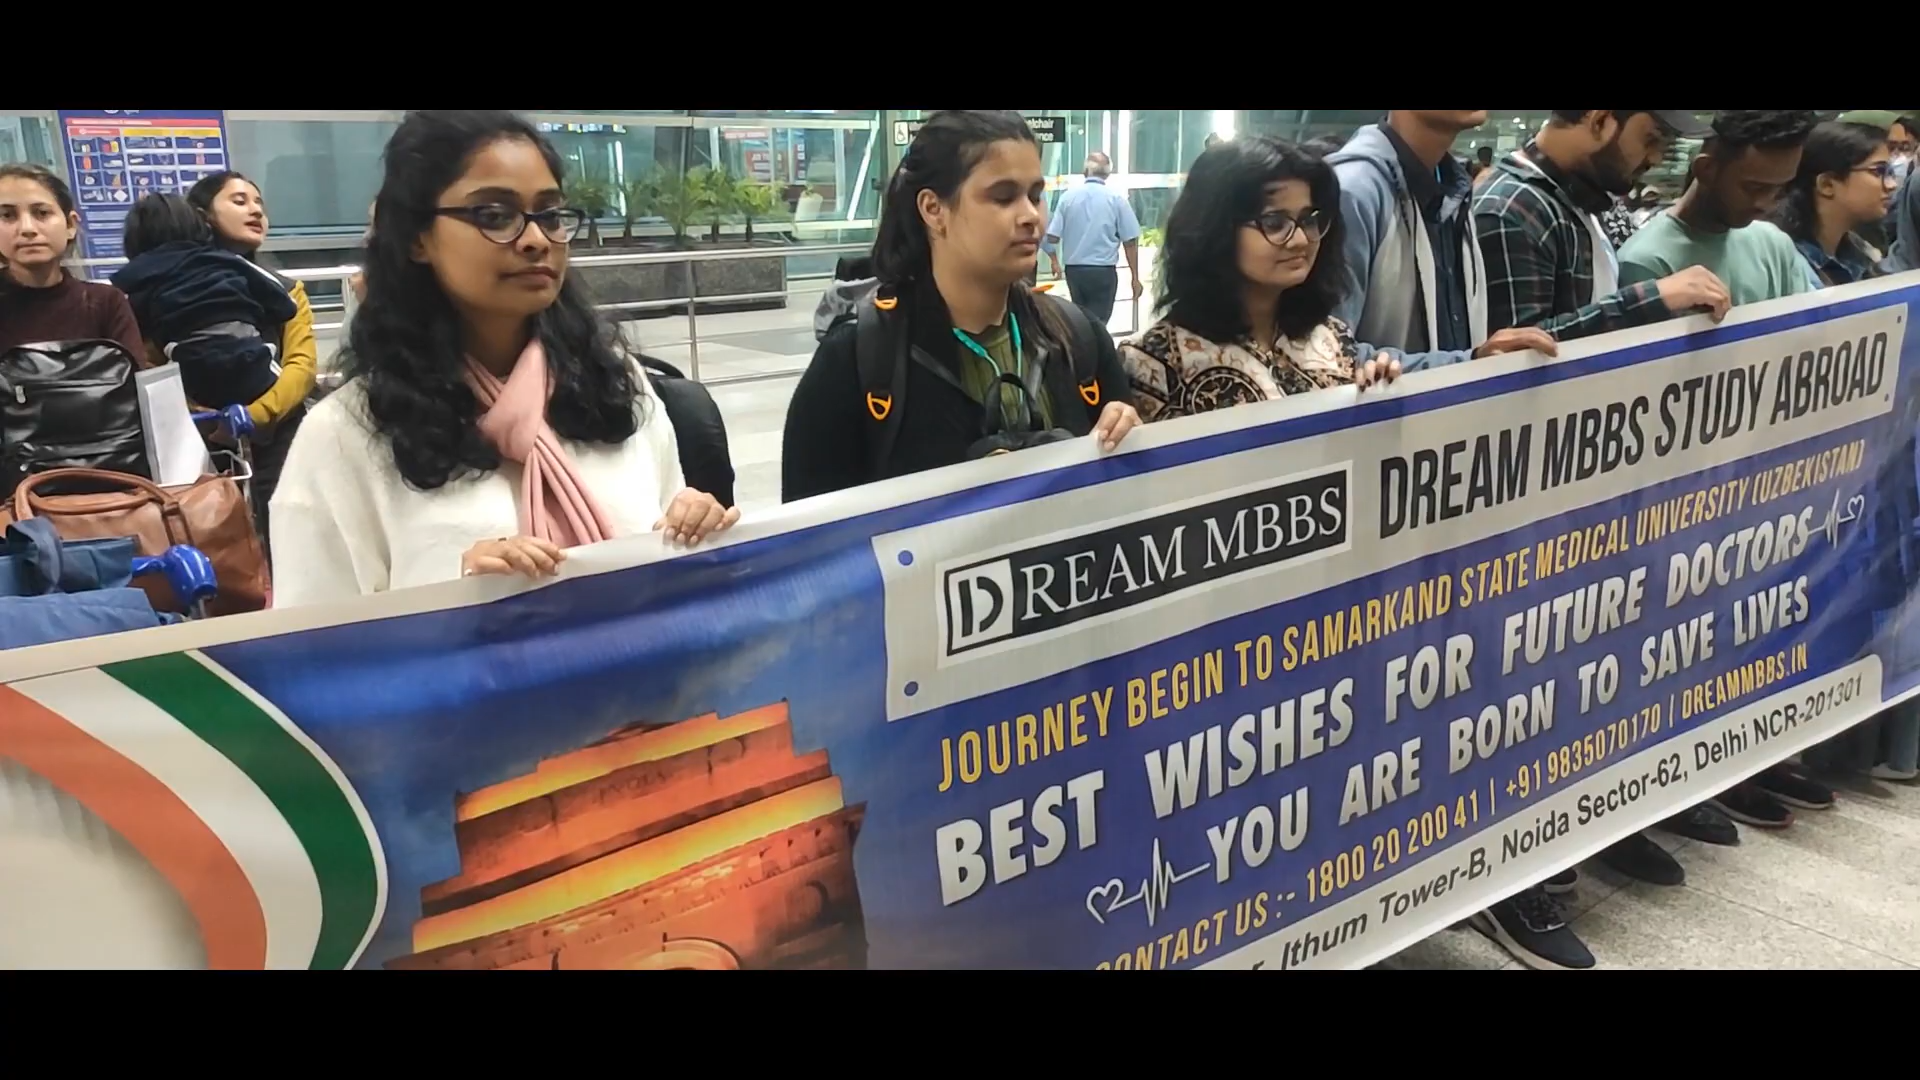 DREAM MBBS
DREAM MBBS STUDY ABROAD
JOURNEY BEGIN TO SAMARKAND STATE MEDICAL UNIVERSITY (UZBEKISTAN)
BEST WISHES FOR FUTURE DOCTORS
YOU ARE BORN TO SAVE LIVES
CONTACT US :- 1800 20 200 41 | +91 9835070170 | DREAMMBBS.IN
Ithum Tower-B, Noida Sector-62, Delhi NCR-201301